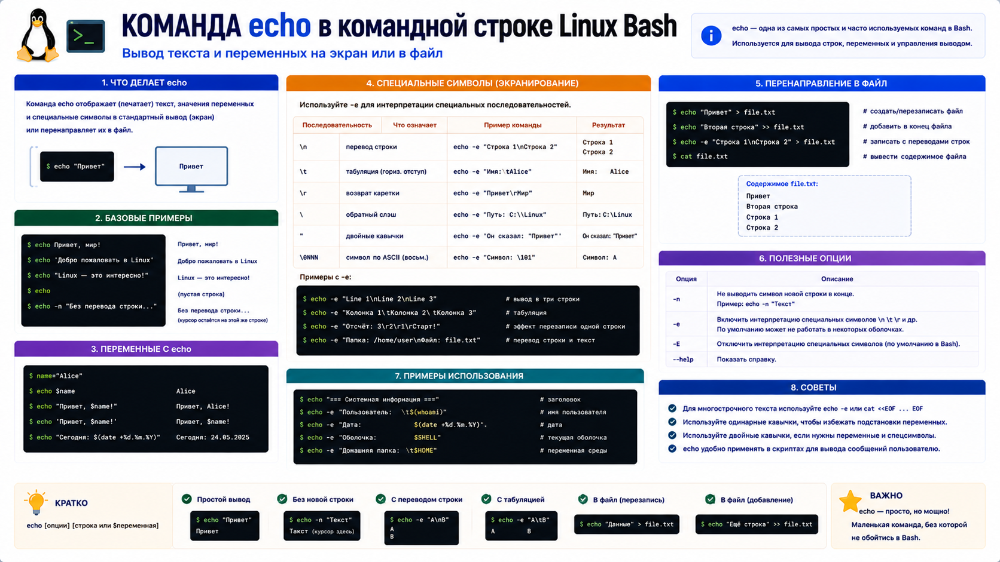 >_
КОМАНДА echo в командной строке Linux Bash
Вывод текста и переменных на экран или в файл
i
echo — одна из самых простых и часто используемых команд в Bash.
Используется для вывода строк, переменных и управления выводом.
1. ЧТО ДЕЛАЕТ echo
Команда echo отображает (печатает) текст, значения переменных
и специальные символы в стандартный вывод (экран)
или перенаправляет их в файл.
$ echo "Привет"
Привет
2. БАЗОВЫЕ ПРИМЕРЫ
$ echo Привет, мир! Привет, мир!
$ echo 'Добро пожаловать в Linux' Добро пожаловать в Linux
$ echo "Linux — это интересно!" Linux — это интересно!
$ echo (пустая строка)
$ echo -n "Без перевода строки..." Без перевода строки...
(курсор остаётся на этой же строке)
3. ПЕРЕМЕННЫЕ С echo
$ name="Alice"
$ echo $name Alice
$ echo "Привет, $name!" Привет, Alice!
$ echo 'Привет, $name!' Привет, $name!
$ echo "Сегодня: $(date +%d.%m.%Y)" Сегодня: 24.05.2025
4. СПЕЦИАЛЬНЫЕ СИМВОЛЫ (ЭКРАНИРОВАНИЕ)
Используйте -e для интерпретации специальных последовательностей.
Последовательность Что означает Пример команды Результат
\n перевод строки echo -e "Строка 1\nСтрока 2" Строка 1
Строка 2
\t табуляция (гориз. отступ) echo -e "Имя:\tAlice" Имя: Alice
\r возврат каретки echo -e "Привет\rМир" Мир
\ обратный слэш echo -e "Путь: C:\\Linux" Путь: C:\Linux
" двойные кавычки echo -e 'Он сказал: "Привет"' Он сказал: "Привет"
\0NNN символ по ASCII (восьм.) echo -e "Символ: \101" Символ: A
Примеры с -e:
$ echo -e "Line 1\nLine 2\nLine 3" # вывод в три строки
$ echo -e "Колонка 1\tКолонка 2\ tКолонка 3" # табуляция
$ echo -e "Отсчёт: 3\r2\r1\rСтарт!" # эффект перезаписи одной строки
$ echo -e "Папка: /home/user\nФайл: file.txt" # перевод строки и текст
7. ПРИМЕРЫ ИСПОЛЬЗОВАНИЯ
$ echo "=== Системная информация ===" # заголовок
$ echo -e "Пользователь: \t$(whoami)" # имя пользователя
$ echo -e "Дата: $(date +%d.%m.%Y)". # дата
$ echo -e "Оболочка: $SHELL" # текущая оболочка
$ echo -e "Домашняя папка: \t$HOME" # переменная среды
5. ПЕРЕНАПРАВЛЕНИЕ В ФАЙЛ
$ echo "Привет" > file.txt # создать/перезаписать файл
$ echo "Вторая строка" >> file.txt # добавить в конец файла
$ echo -e "Строка 1\nСтрока 2" > file.txt # записать с переводами строк
$ cat file.txt # вывести содержимое файла
Содержимое file.txt:
Привет
Вторая строка
Строка 1
Строка 2
6. ПОЛЕЗНЫЕ ОПЦИИ
Опция Описание
-n Не выводить символ новой строки в конце.
Пример: echo -n "Текст"
-e Включить интерпретацию специальных символов \n \t \r и др.
По умолчанию может не работать в некоторых оболочках.
-E Отключить интерпретацию специальных символов (по умолчанию в Bash).
--help Показать справку.
8. СОВЕТЫ
Для многострочного текста используйте echo -e или cat <<EOF ... EOF
Используйте одинарные кавычки, чтобы избежать подстановки переменных.
Используйте двойные кавычки, если нужны переменные и спецсимволы.
echo удобно применять в скриптах для вывода сообщений пользователю.
КРАТКО
echo [опции] [строка или $переменная]
Простой вывод
$ echo "Привет"
Привет
Без новой строки
$ echo -n "Текст"
Такст (курсор здесь)
С переводом строки
$ echo -e "A\nB"
A
B
С табуляцией
$ echo -e "A\tB"
A B
В файл (перезапись)
$ echo "Данные" > file.txt
В файл (добавление)
$ echo "Ещё строка" >> file.txt
ВАЖНО
echo — просто, но мощно!
Маленькая команда, без которой
не обойтись в Bash.